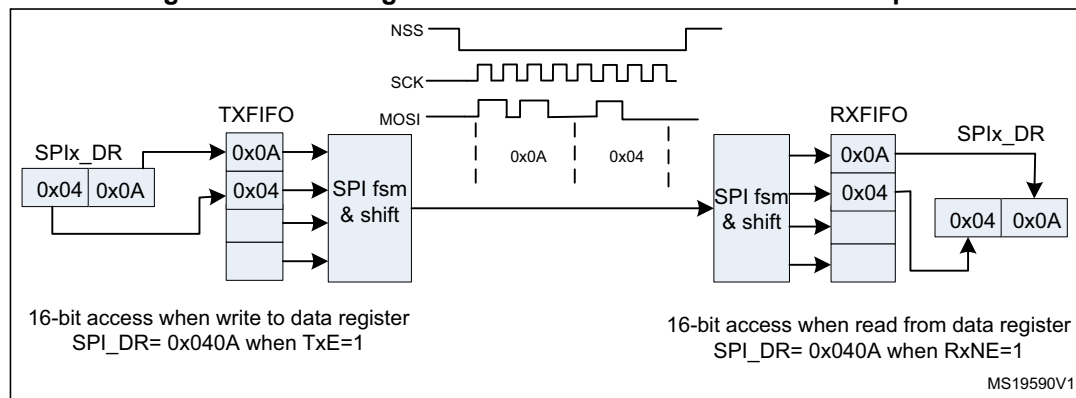 NSS
SCK
MOSI
TXFIFO
RXFIFO
SPIx_DR
0x04 0x0A
0x0A
0x04
SPI fsm
& shift
0x0A
0x04
SPI fsm
& shift
0x0A
0x04
SPIx_DR
0x04 0x0A
16-bit access when write to data register
SPI_DR= 0x040A when TxE=1
16-bit access when read from data register
SPI_DR= 0x040A when RxNE=1
MS19590V1